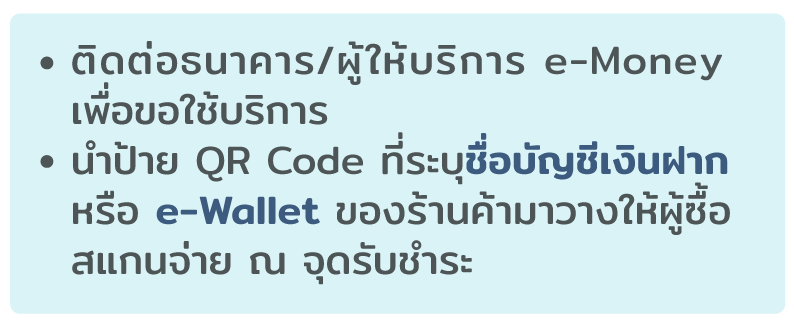 • ติดต่อธนาคาร/ผู้ให้บริการ e-Money
เพื่อขอใช้บริการ
• นำป้าย QR Code ที่ระบุชื่อบัญชีเงินฝาก
หรือ e-Wallet ของร้านค้ามาวางให้ผู้ซื้อ
สแกนจ่าย ณ จุดรับชำระ